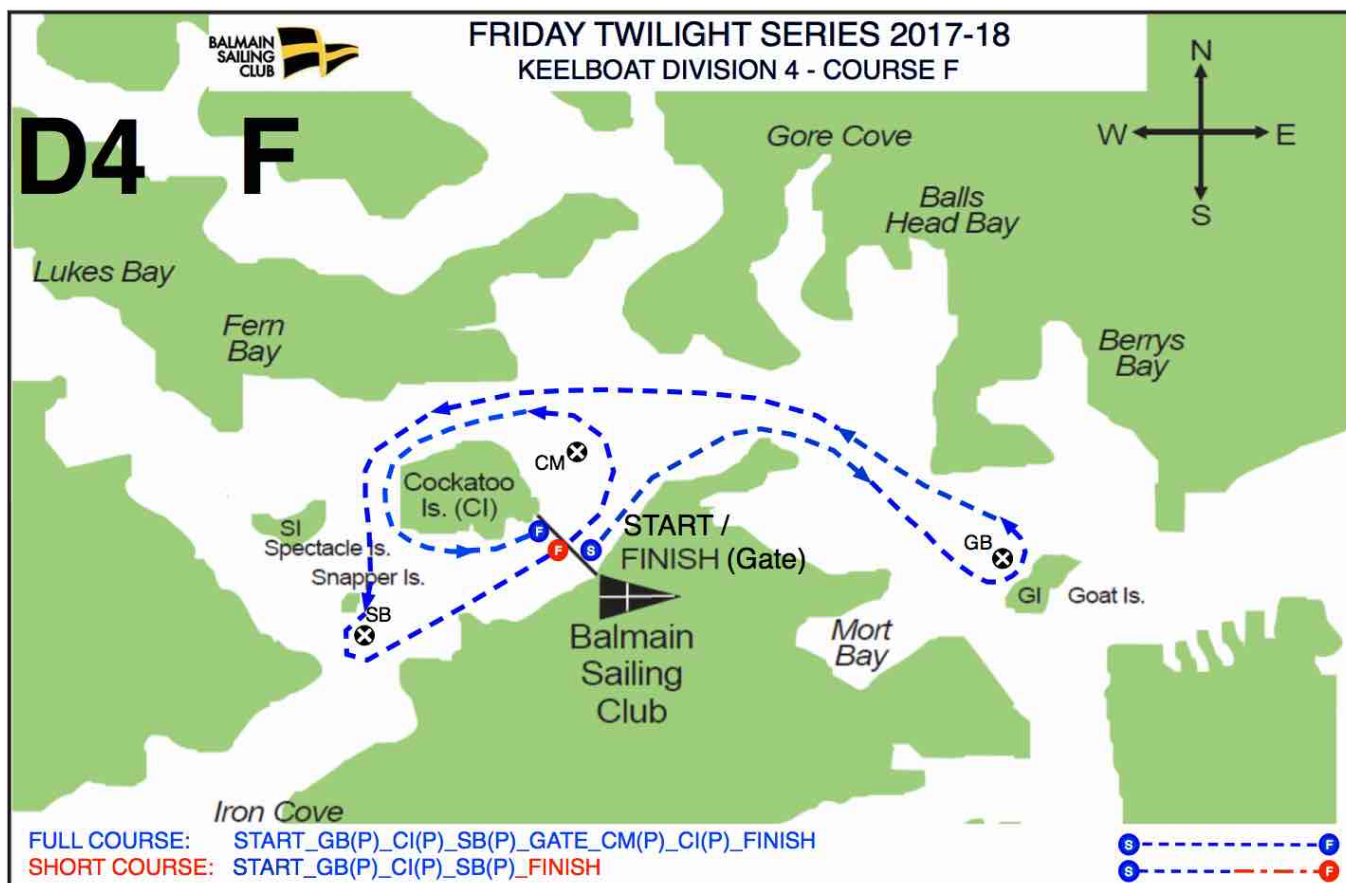 BALMAIN
SAILING
CLUB
FRIDAY TWILIGHT SERIES 2017-18
KEELBOAT DIVISION 4 - COURSE F
D4 F
N
W E
S
Gore Cove
Balls
Head Bay
Lukes Bay
Fern
Bay
Berrys
Bay
CM
Cockatoo
Is. (CI)
SI
Spectacle Is.
Snapper Is.
SB
F
F
S
START /
FINISH (Gate)
GB
GI Goat Is.
Mort
Bay
Balmain
Sailing
Club
Iron Cove
FULL COURSE: START_GB(P)_CI(P)_SB(P)_GATE_CM(P)_CI(P)_FINISH
S F
SHORT COURSE: START_GB(P)_CI(P)_SB(P)_FINISH
S F